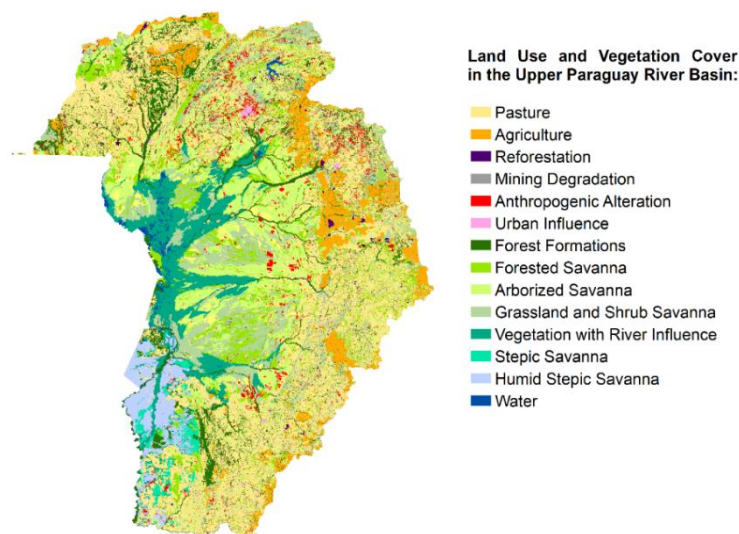 Land Use and Vegetation Cover
in the Upper Paraguay River Basin:
Pasture
Agriculture
Reforestation
Mining Degradation
Anthropogenic Alteration
Urban Influence
Forest Formations
Forested Savanna
Arborized Savanna
Grassland and Shrub Savanna
Vegetation with River Influence
Stepic Savanna
Humid Stepic Savanna
Water